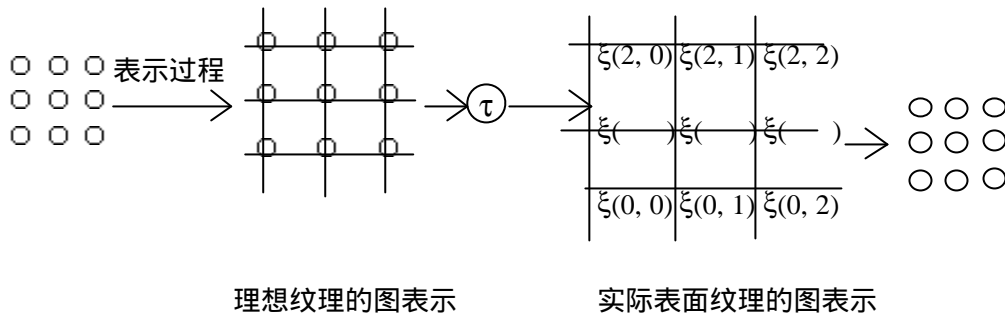 表示过程
τ
ξ(2, 0) ξ(2, 1) ξ(2, 2)
ξ( ) ξ( ) ξ( )
ξ(0, 0) ξ(0, 1) ξ(0, 2)
理想纹理的图表示
实际表面纹理的图表示